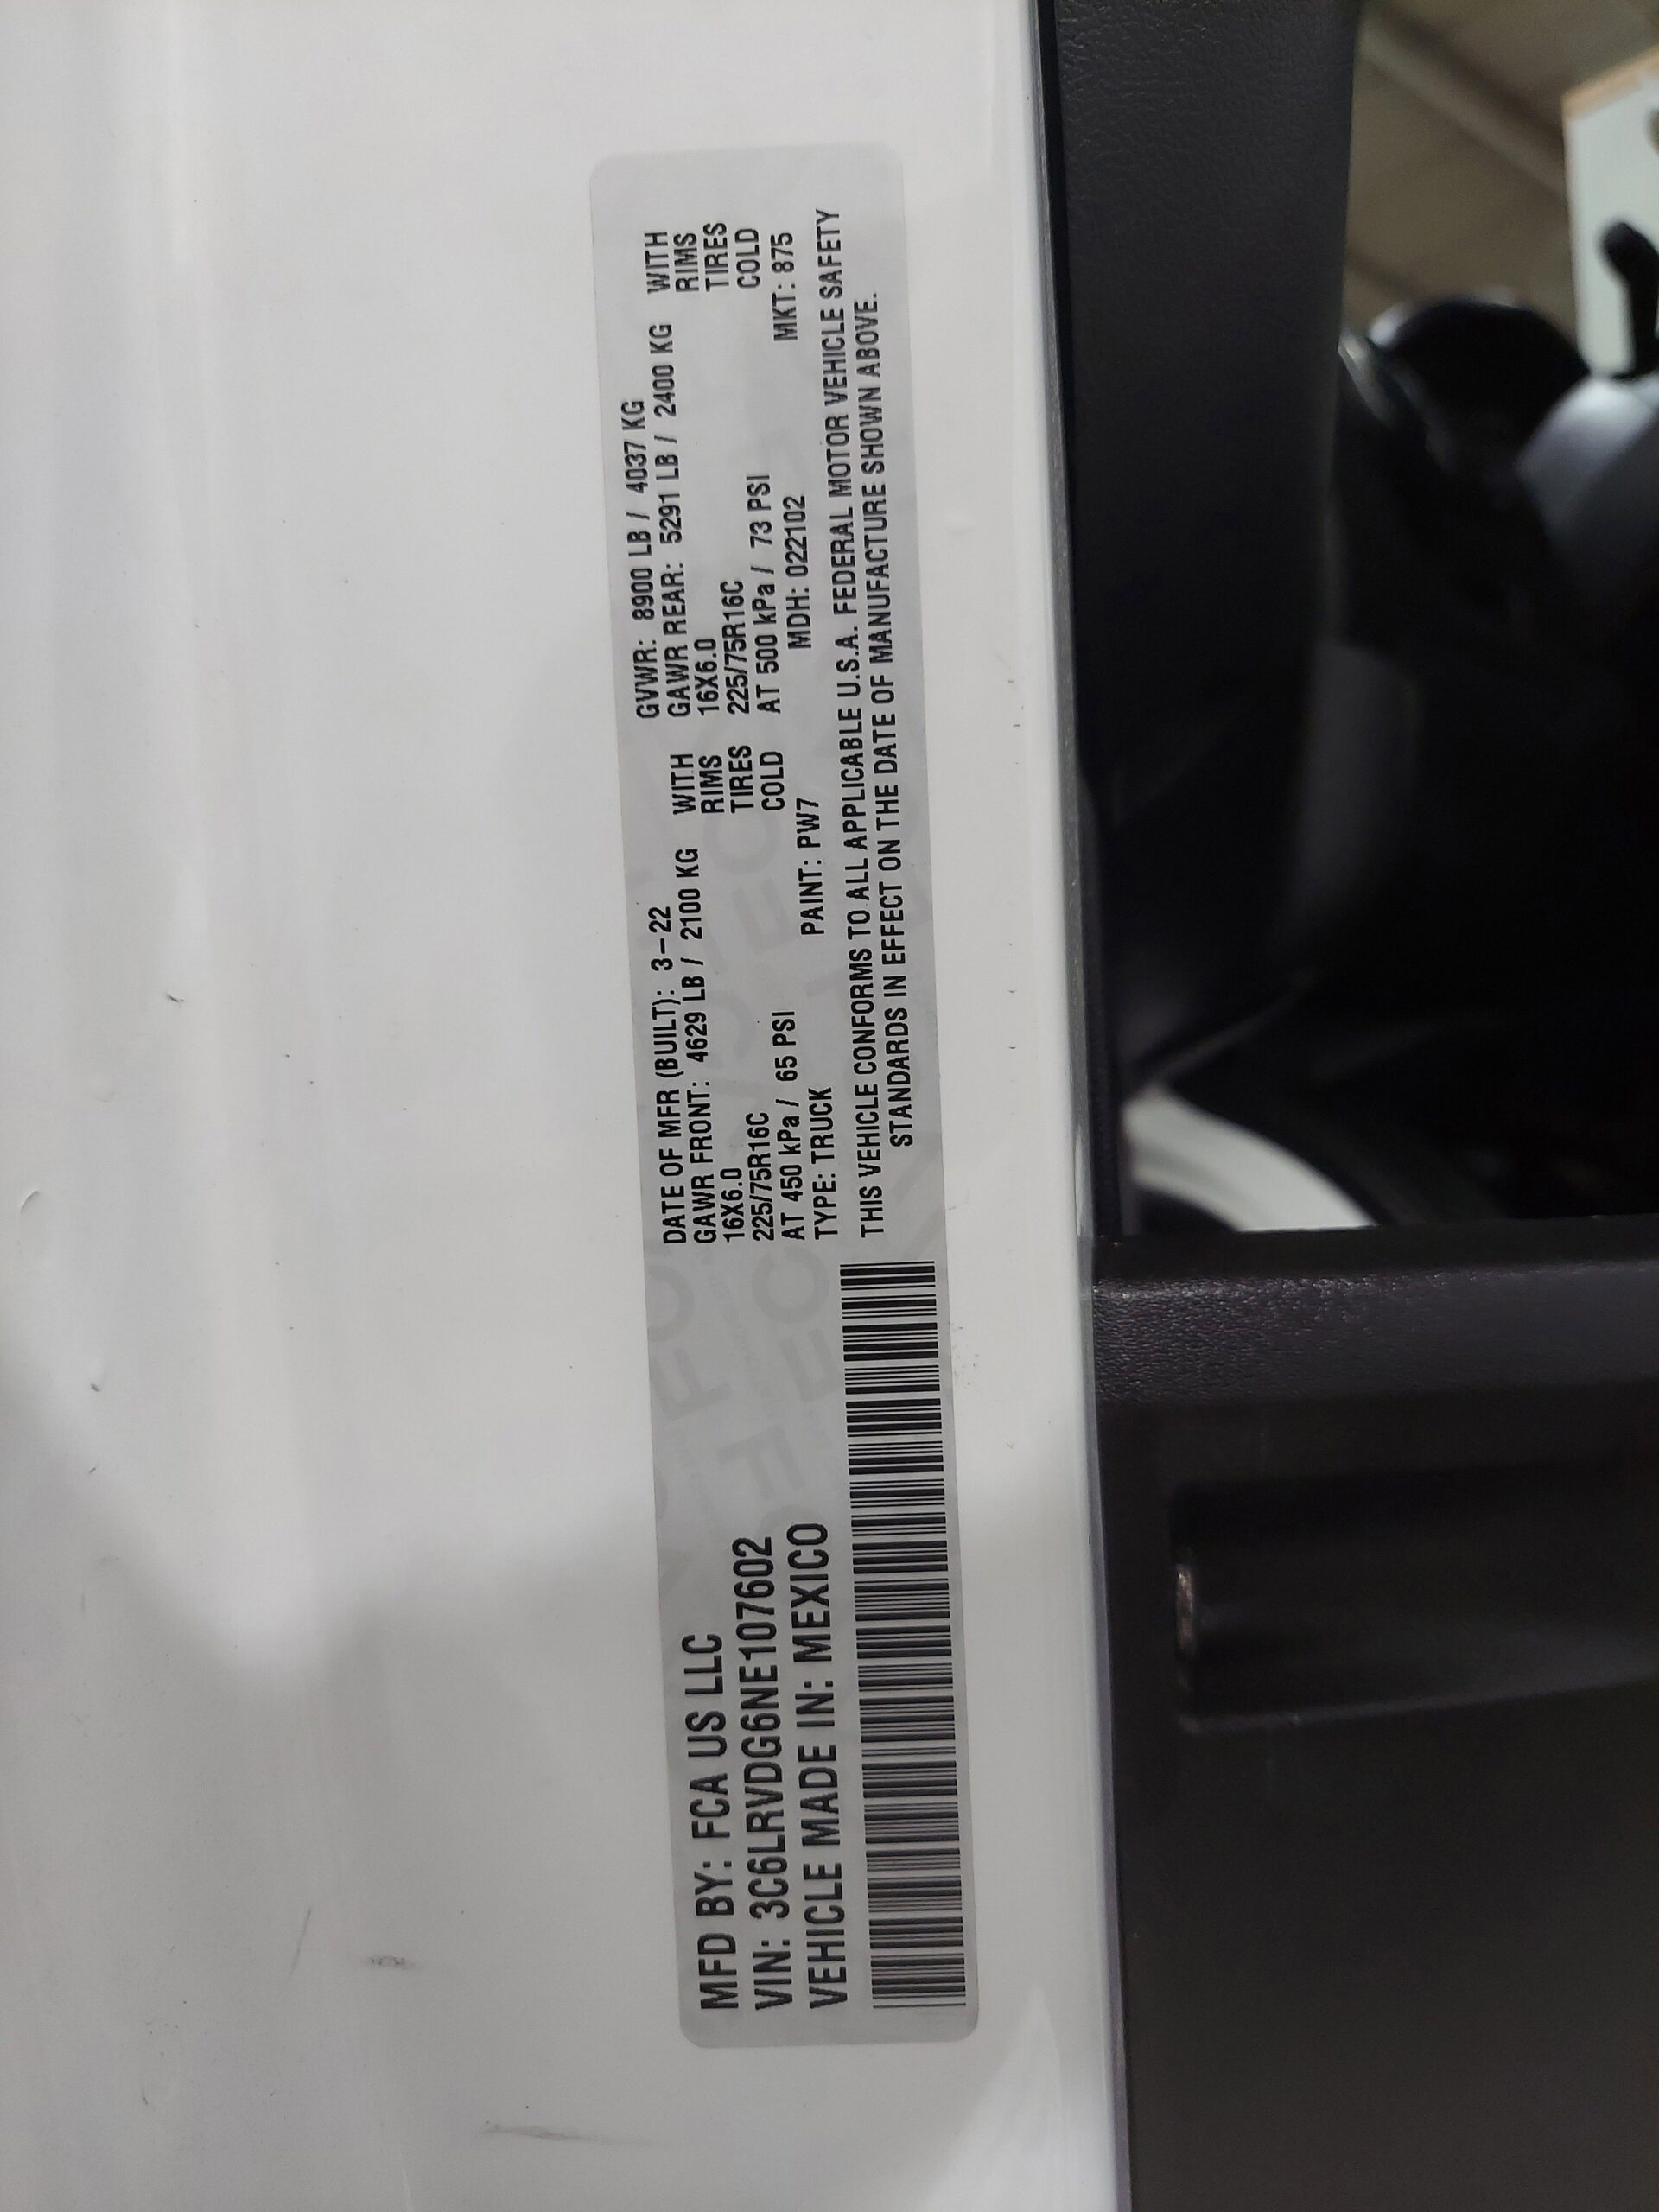 MFD BY: FCA US LLC
VIN: 3C6LRVDG6NE107602
VEHICLE MADE IN: MEXICO
DATE OF MFR (BUILT): 3-22 GVWR: 8900 LB / 4037 KG
GAWR FRONT: 4629 LB / 2100 KG WITH GAWR REAR: 5291 LB / 2400 KG WITH
16X6.0 RIMS 16X6.0 RIMS
225/75R16C TIRES 225/75R16C TIRES
AT 450 kPa / 65 PSI COLD AT 500 kPa / 73 PSI COLD
TYPE: TRUCK PAINT: PW7 MDH: 022102 MKT: 875
THIS VEHICLE CONFORMS TO ALL APPLICABLE U.S.A. FEDERAL MOTOR VEHICLE SAFETY
STANDARDS IN EFFECT ON THE DATE OF MANUFACTURE SHOWN ABOVE.